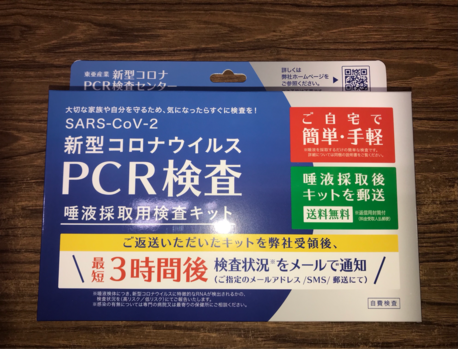 東亜産業 新型コロナ
PCR検査センター
詳しくは
弊社ホームページを
ご参照ください。
大切な家族や自分を守るため、気になったらすぐに検査を!
SARS-CoV-2
新型コロナウイルス
PCR検査
唾液採取用検査キット
ご自宅で
簡単・手軽
唾液採取後
キットを郵送
送料無料
ご返送いただいたキットを弊社受領後、
最短3時間後 検査状況※をメールで通知
(ご指定のメールアドレス/SMS/郵送にて)
自費検査